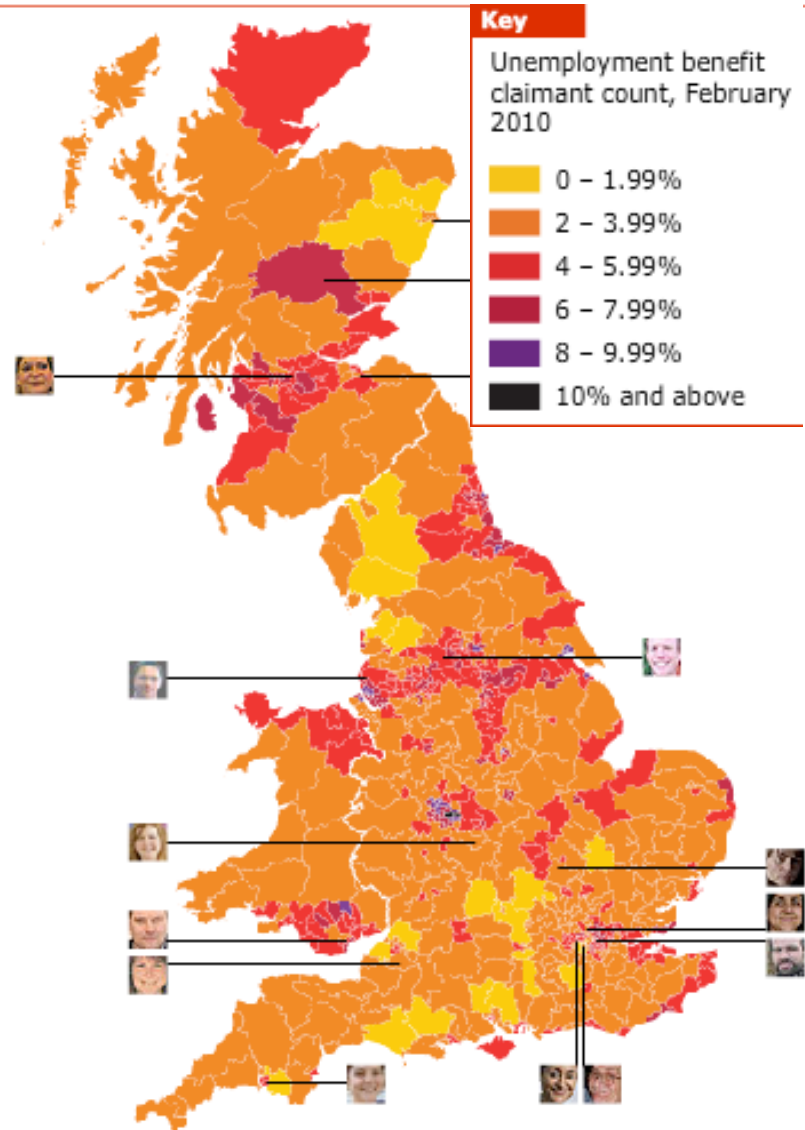 Key
Unemployment benefit
claimant count, February
2010
0 – 1.99%
2 – 3.99%
4 – 5.99%
6 – 7.99%
8 – 9.99%
10% and above